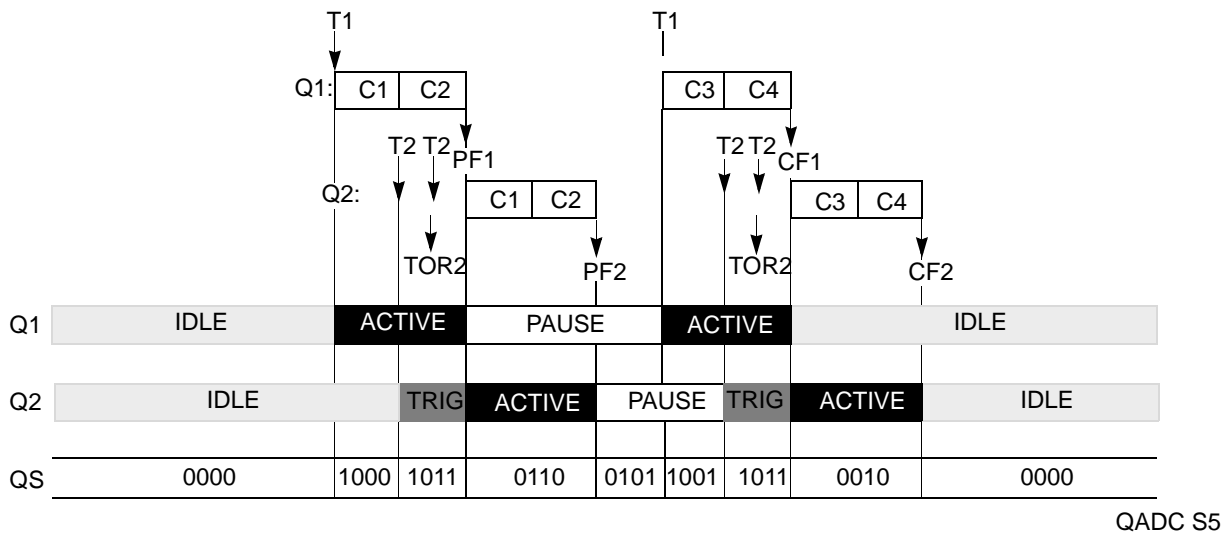 T1 T1
Q1: C1 C2 C3 C4
T2 T2 PF1 T2 T2 CF1
Q2: C1 C2 C3 C4
TOR2 PF2 TOR2 CF2
Q1 IDLE ACTIVE PAUSE ACTIVE IDLE
Q2 IDLE TRIG ACTIVE PAUSE TRIG ACTIVE IDLE
QS 0000 1000 1011 0110 0101 1001 1011 0010 0000
QADC S5